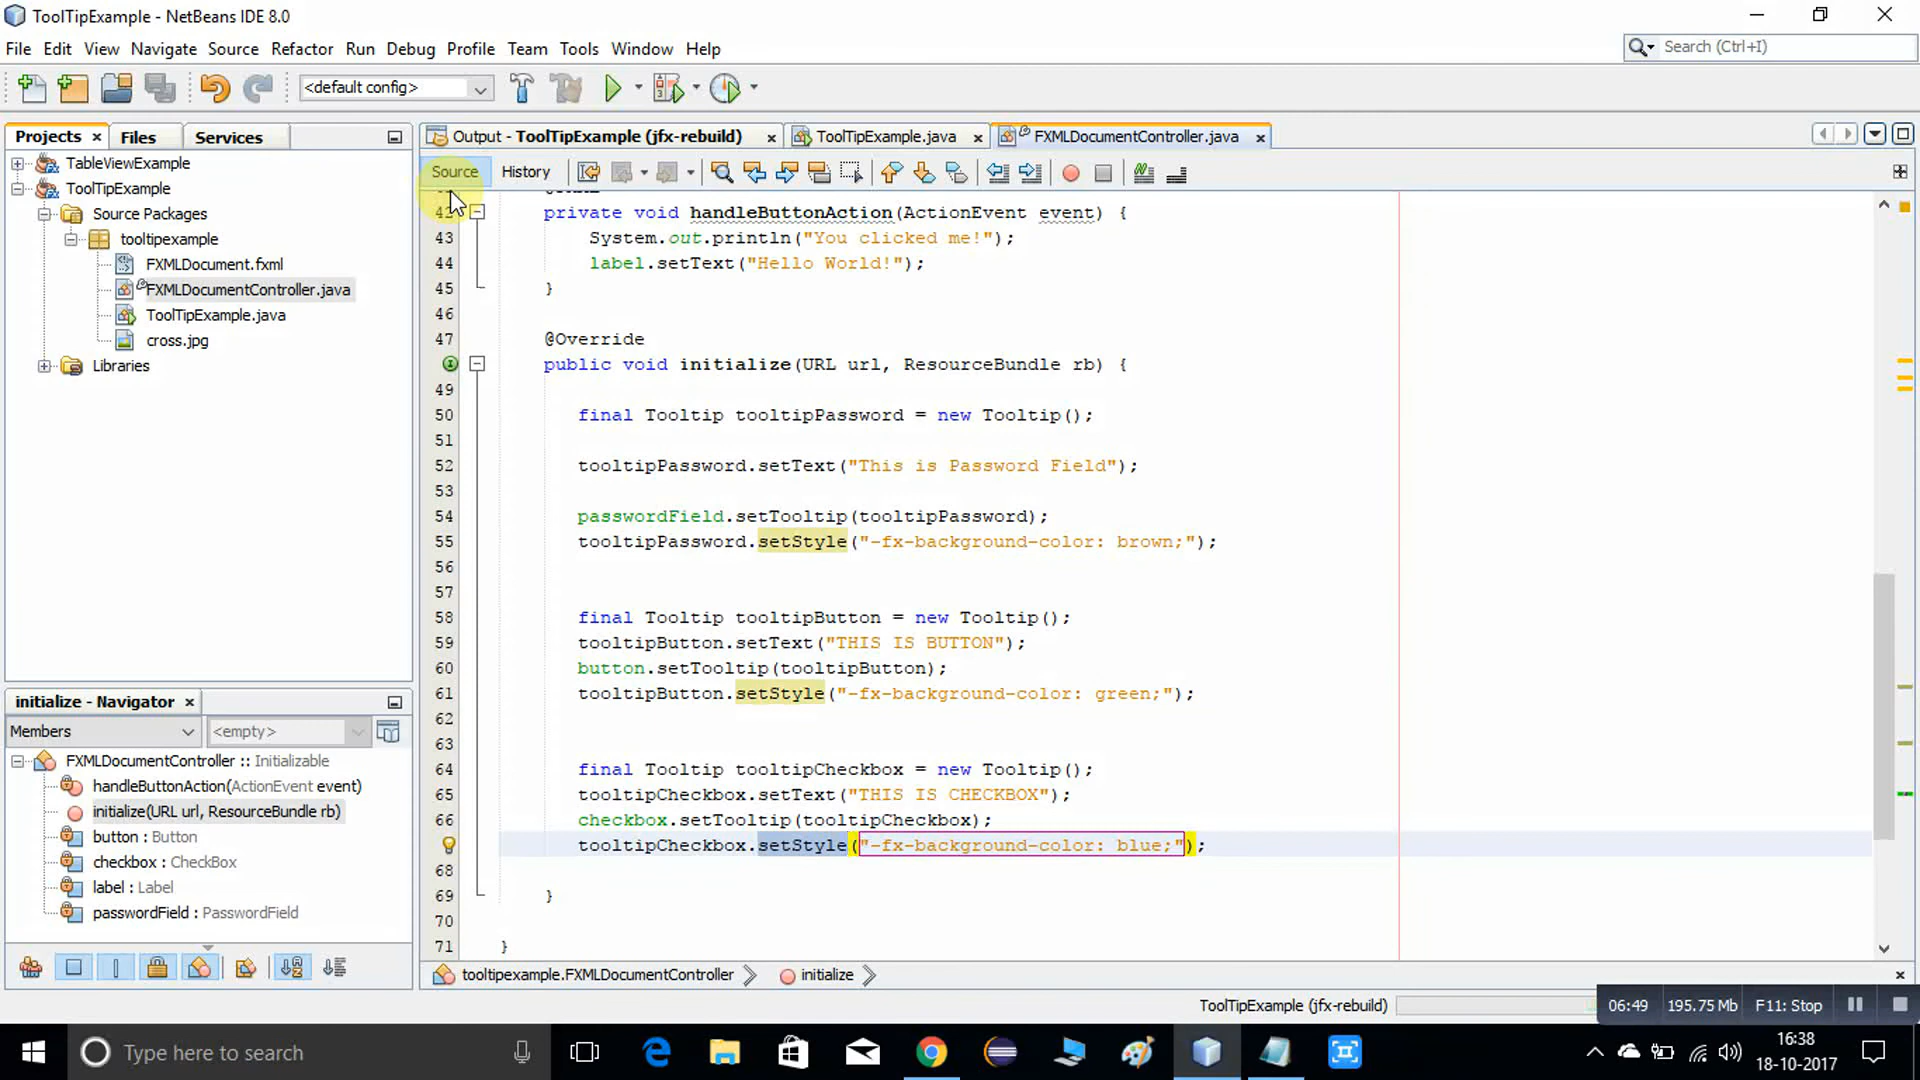 ToolTipExample - NetBeans IDE 8.0
File Edit View Navigate Source Refactor Run Debug Profile Team Tools Window Help
Search (Ctrl+I)
<default config>
Projects Files Services
Output - ToolTipExample (jfx-rebuild) ToolTipExample.java FXMLDocumentController.java
Source History
TableViewExample
ToolTipExample
Source Packages
tooltipexample
FXMLDocument.fxml
FXMLDocumentController.java
ToolTipExample.java
cross.jpg
Libraries
42 private void handleButtonAction(ActionEvent event) {
43 System.out.println("You clicked me!");
44 label.setText("Hello World!");
45 }
46
47 @Override
public void initialize(URL url, ResourceBundle rb) {
49
50 final Tooltip tooltipPassword = new Tooltip();
51
52 tooltipPassword.setText("This is Password Field");
53
54 passwordField.setTooltip(tooltipPassword);
55 tooltipPassword.setStyle("-fx-background-color: brown;");
56
57
58 final Tooltip tooltipButton = new Tooltip();
59 tooltipButton.setText("THIS IS BUTTON");
60 button.setTooltip(tooltipButton);
61 tooltipButton.setStyle("-fx-background-color: green;");
62
63
64 final Tooltip tooltipCheckbox = new Tooltip();
65 tooltipCheckbox.setText("THIS IS CHECKBOX");
66 checkbox.setTooltip(tooltipCheckbox);
tooltipCheckbox.setStyle("-fx-background-color: blue;");
68
69 }
70
71 }
initialize - Navigator
Members <empty>
FXMLDocumentController :: Initializable
handleButtonAction(ActionEvent event)
initialize(URL url, ResourceBundle rb)
button : Button
checkbox : CheckBox
label : Label
passwordField : PasswordField
tooltipexample.FXMLDocumentController initialize
ToolTipExample (jfx-rebuild)
06:49 195.75 Mb F11: Stop
Type here to search
16:38
18-10-2017